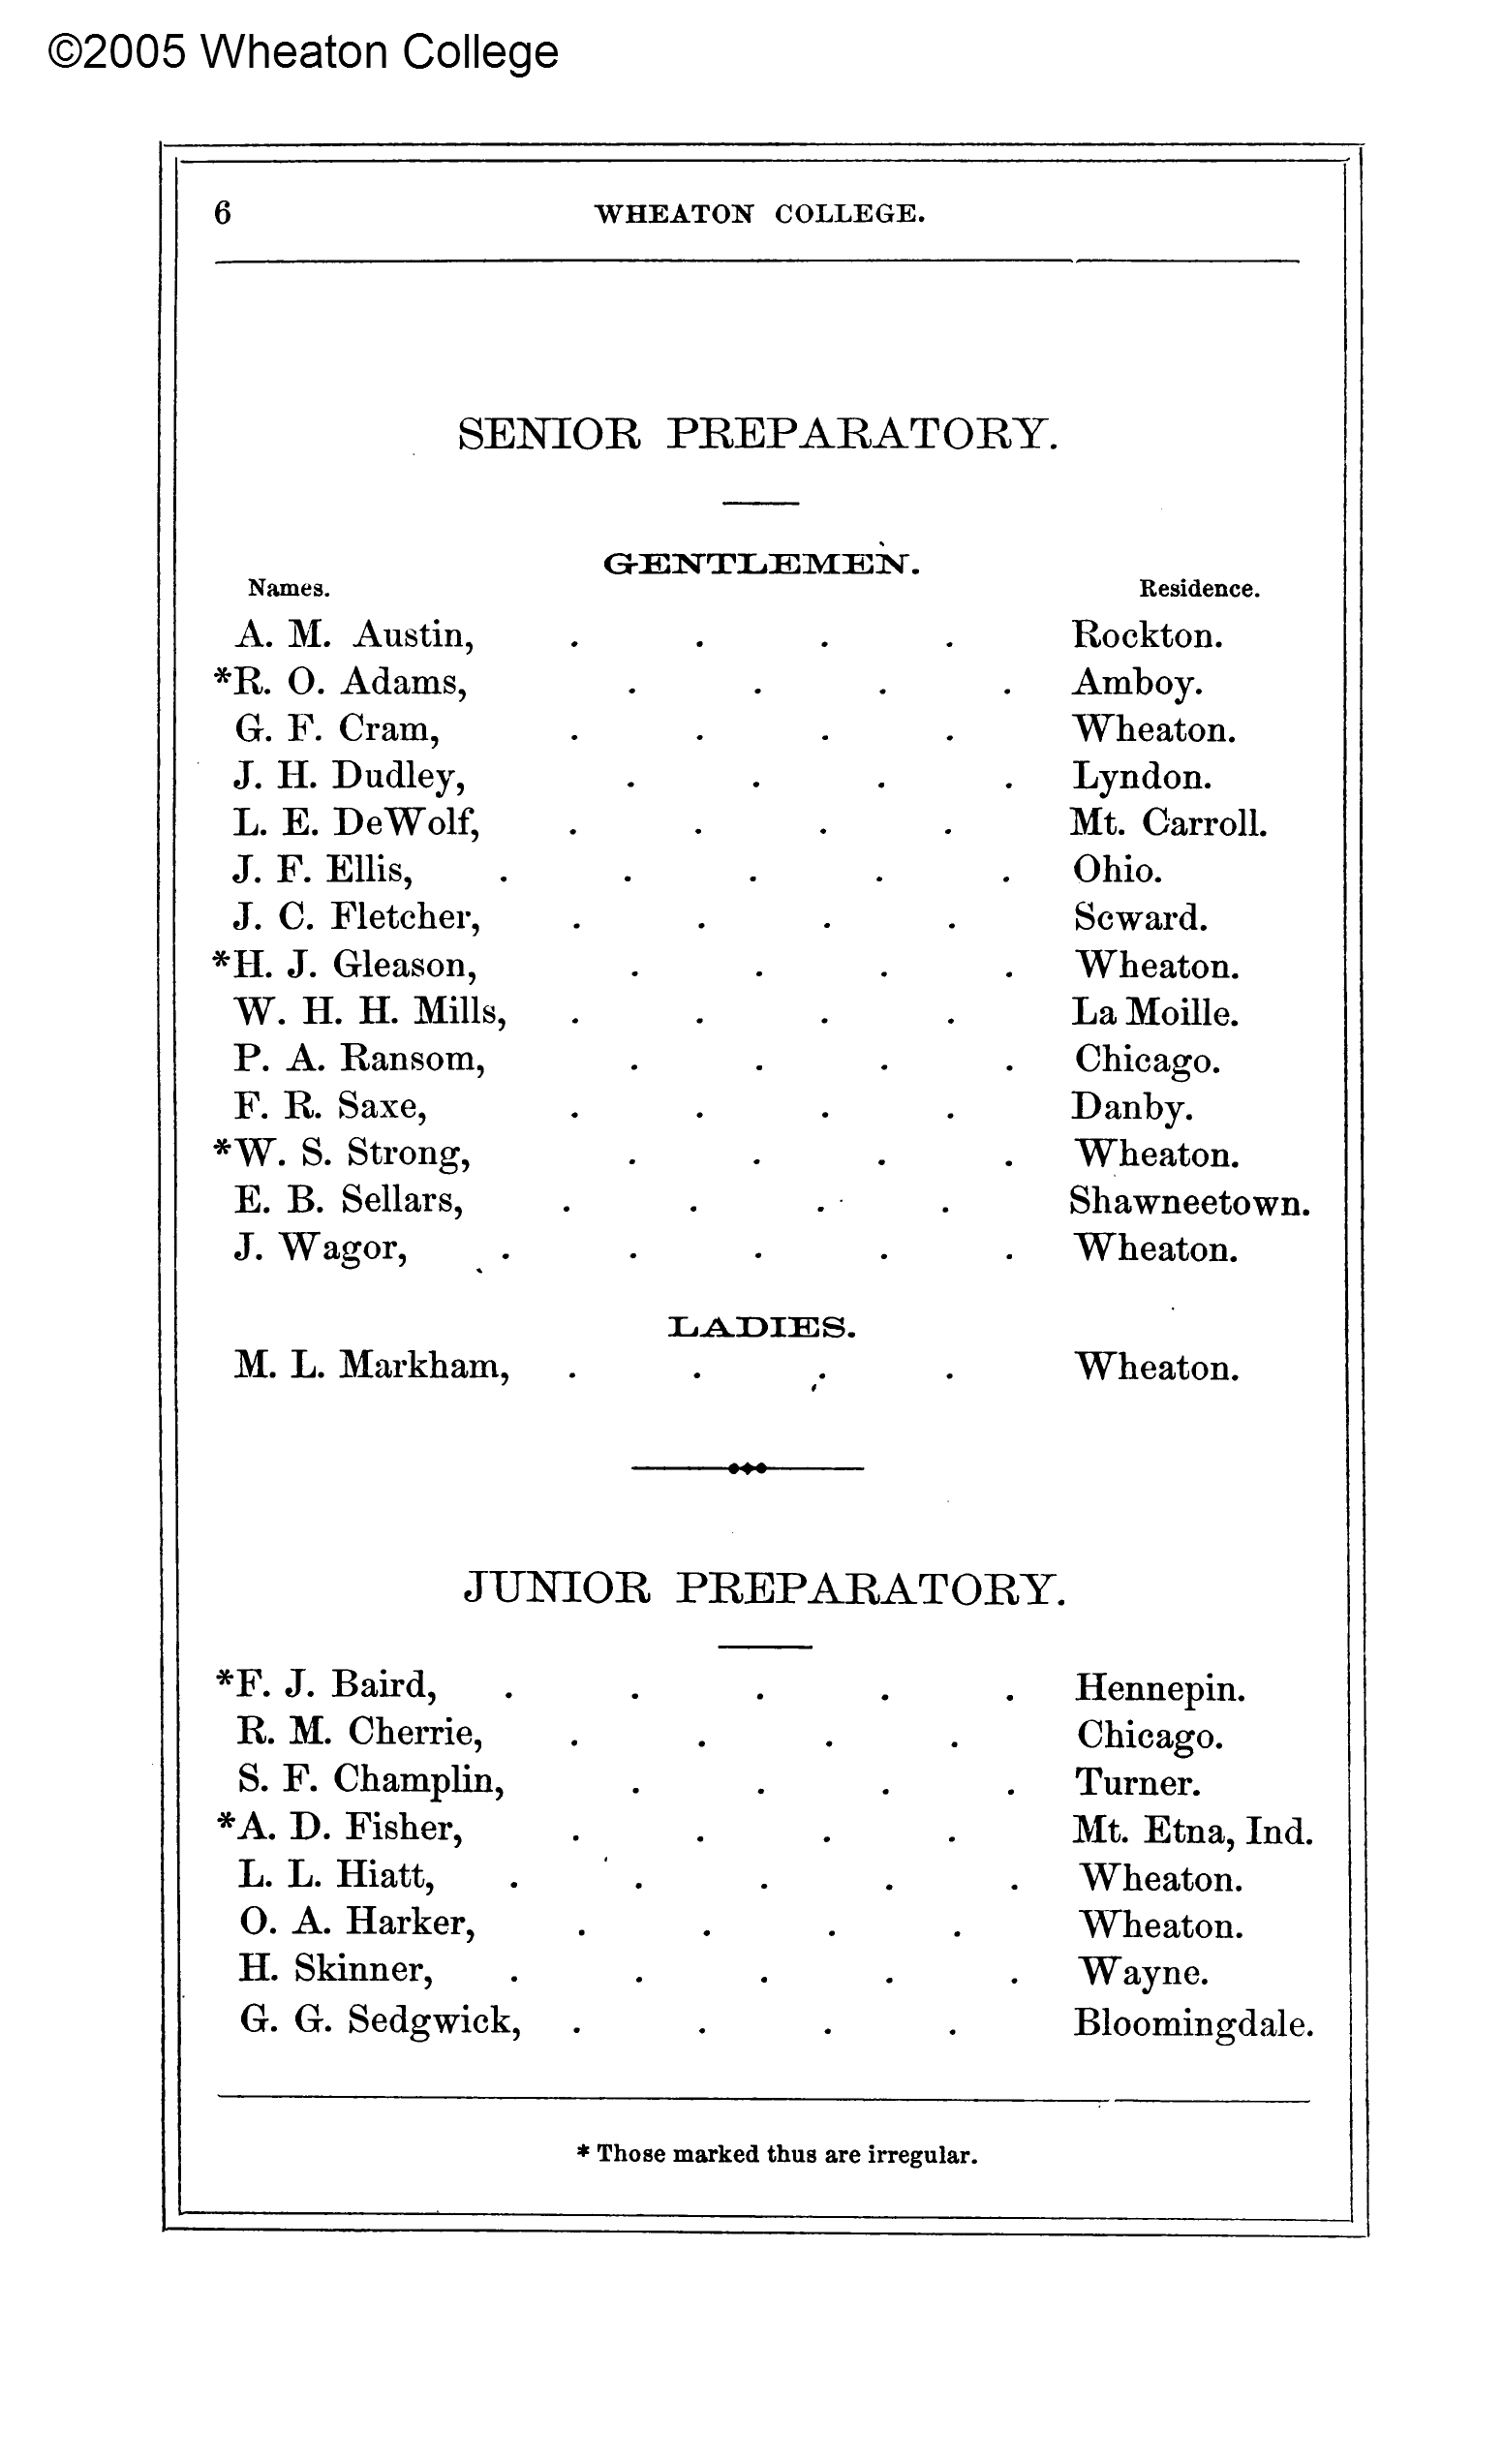 ©2005 Wheaton College
6 WHEATON COLLEGE.
SENIOR PREPARATORY.
GENTLEMEN.
Names. Residence.
A. M. Austin, . . . . Rockton.
*R. O. Adams, . . . . Amboy.
G. F. Cram, . . . . Wheaton.
J. H. Dudley, . . . . Lyndon.
L. E. DeWolf, . . . . Mt. Carroll.
J. F. Ellis, . . . . . Ohio.
J. C. Fletcher, . . . . Seward.
*H. J. Gleason, . . . . Wheaton.
W. H. H. Mills, . . . . La Moille.
P. A. Ransom, . . . . Chicago.
F. R. Saxe, . . . . Danby.
*W. S. Strong, . . . . Wheaton.
E. B. Sellars, . . . . Shawneetown.
J. Wagor, . . . . . Wheaton.
LADIES.
M. L. Markham, . . . . Wheaton.
JUNIOR PREPARATORY.
*F. J. Baird, . . . . . Hennepin.
R. M. Cherrie, . . . . Chicago.
S. F. Champlin, . . . . Turner.
*A. D. Fisher, . . . . Mt. Etna, Ind.
L. L. Hiatt, . . . . . Wheaton.
O. A. Harker, . . . . Wheaton.
H. Skinner, . . . . . Wayne.
G. G. Sedgwick, . . . . Bloomingdale.
* Those marked thus are irregular.